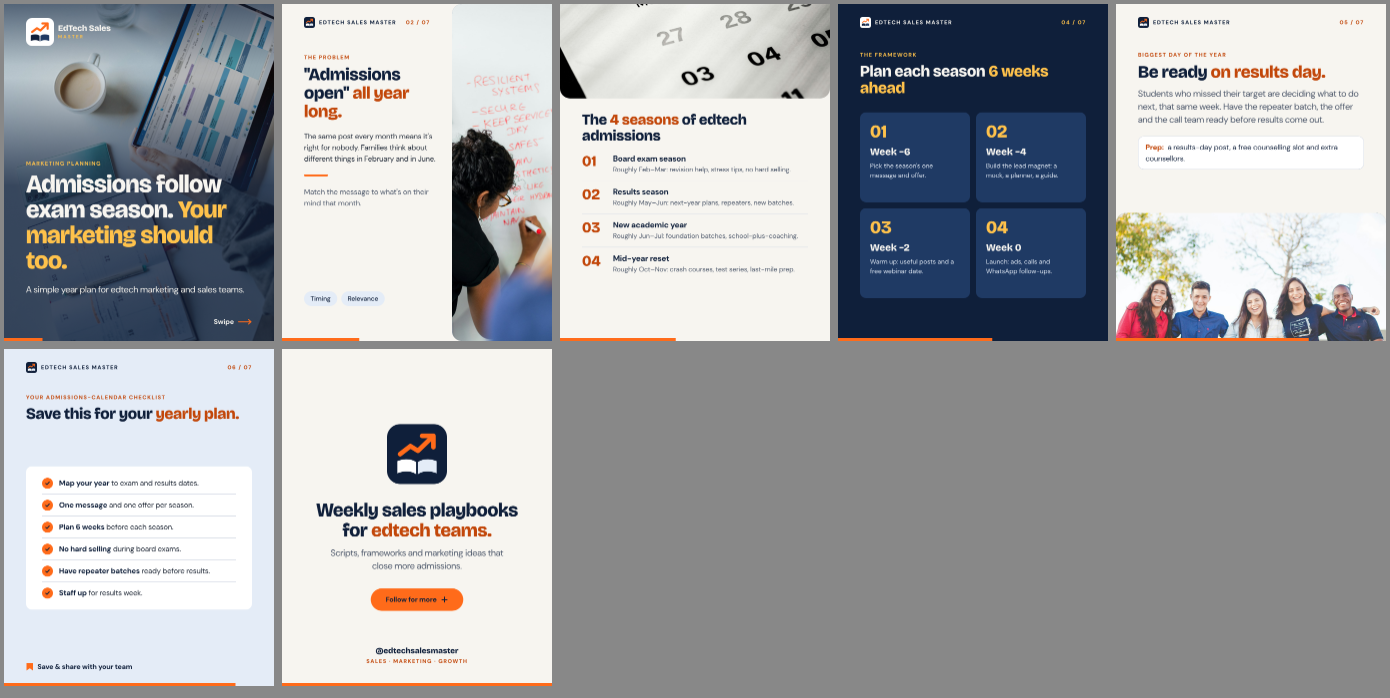 EdTech Sales
MASTER
MARKETING PLANNING
Admissions follow
exam season. Your
marketing should
too.
A simple year plan for edtech marketing and sales teams.
Swipe
EDTECH SALES MASTER
02 / 07
THE PROBLEM
"Admissions
open" all year
long.
The same post every month means it's
right for nobody. Families think about
different things in February and in June.
Match the message to what's on their
mind that month.
Timing
Relevance
- RESILIENT
SYSTEMS
- SECURE
- KEEP SERVICE
27
28
03
04
04
11
The 4 seasons of edtech
admissions
01
Board exam season
Roughly Feb–Mar: revision help, stress tips, no hard selling.
02
Results season
Roughly May–Jun: next-year plans, repeaters, new batches.
03
New academic year
Roughly Jun–Jul: foundation batches, school-plus-coaching.
04
Mid-year reset
Roughly Oct–Nov: crash courses, test series, last-mile prep.
EDTECH SALES MASTER
04 / 07
THE FRAMEWORK
Plan each season 6 weeks
ahead
01
Week -6
Pick the season's one
message and offer.
02
Week -4
Build the lead magnet: a
mock, a planner, a guide.
03
Week -2
Warm up: useful posts and a
free webinar date.
04
Week 0
Launch: ads, calls and
WhatsApp follow-ups.
EDTECH SALES MASTER
05 / 07
BIGGEST DAY OF THE YEAR
Be ready on results day.
Students who missed their target are deciding what to do
next, that same week. Have the repeater batch, the offer
and the call team ready before results come out.
Prep: a results-day post, a free counselling slot and extra
counsellors.
EDTECH SALES MASTER
06 / 07
YOUR ADMISSIONS-CALENDAR CHECKLIST
Save this for your yearly plan.
Map your year to exam and results dates.
One message and one offer per season.
Plan 6 weeks before each season.
No hard selling during board exams.
Have repeater batches ready before results.
Staff up for results week.
Save & share with your team
Weekly sales playbooks
for edtech teams.
Scripts, frameworks and marketing ideas that
close more admissions.
Follow for more +
@edtechsalesmaster
SALES · MARKETING · GROWTH